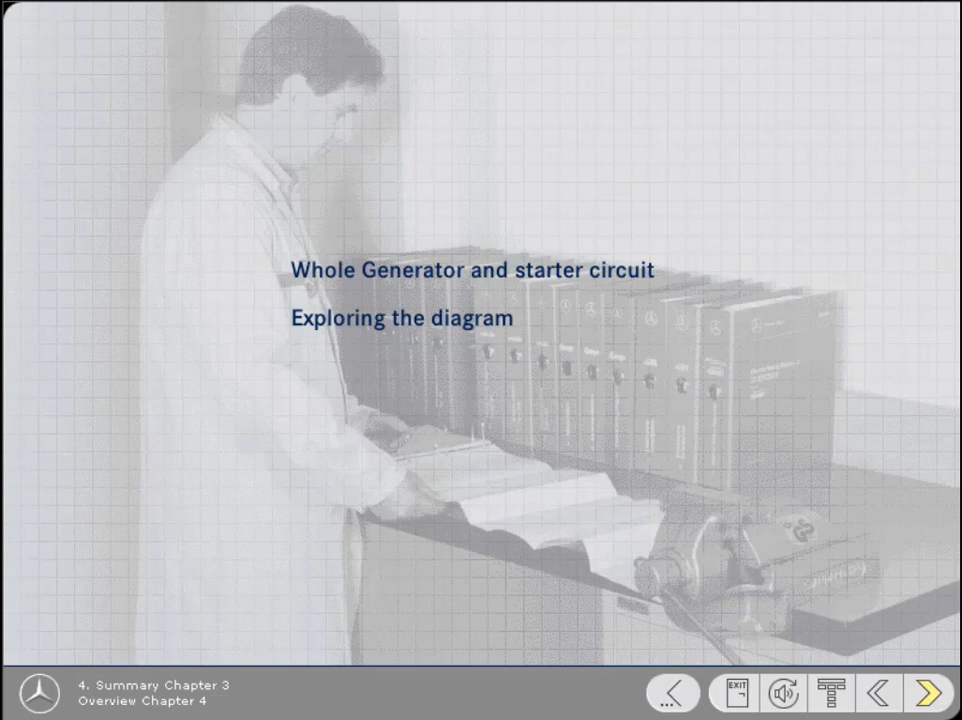 Whole Generator and starter circuit
Exploring the diagram
4. Summary Chapter 3
Overview Chapter 4
EXIT